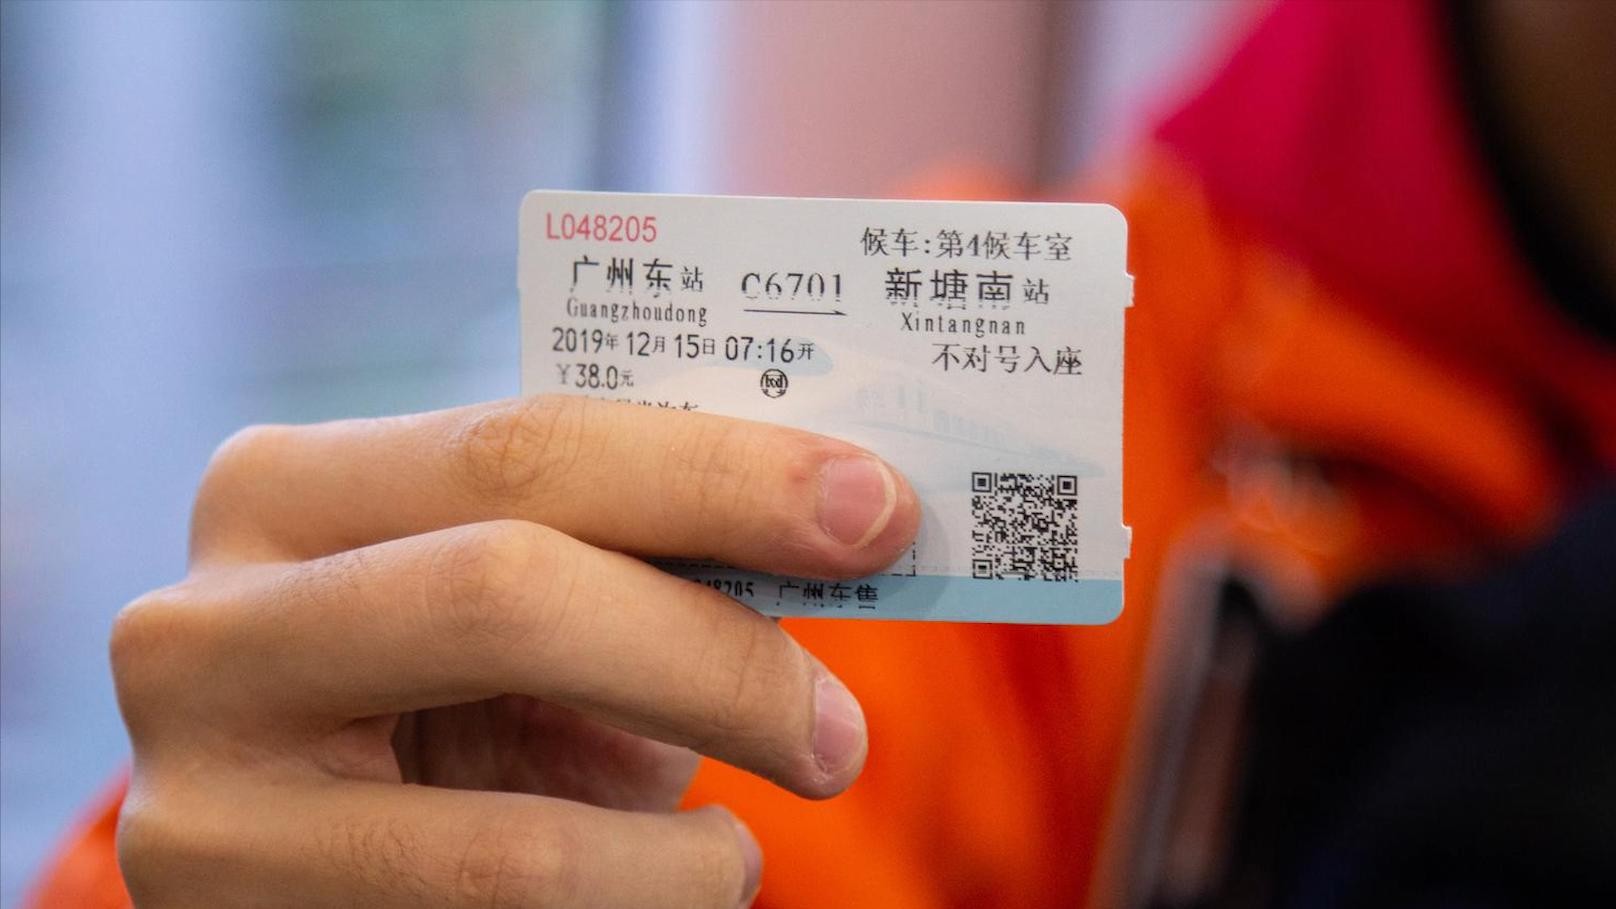 L048205
候车:第4候车室
广州东站 C6701 新塘南站
Guangzhoudong Xintangnan
2019年12月15日07:16开 不对号入座
￥38.0元
48205 广州东售